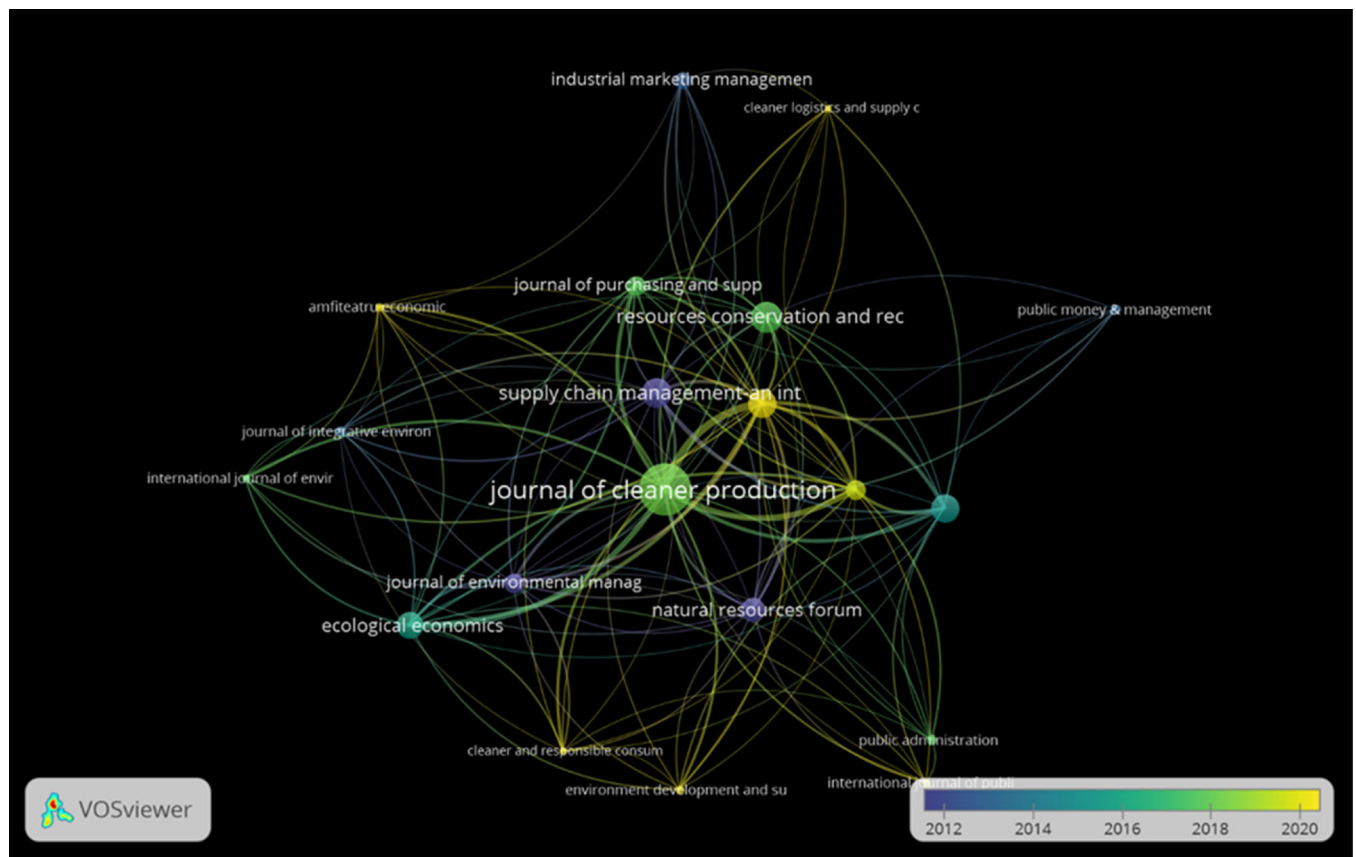 industrial marketing managemen
cleaner logistics and supply c
journal of purchasing and supp
amfiteatru economic
public money & management
resources conservation and rec
supply chain management-an int
journal of integrative environ
international journal of envir
journal of cleaner production
journal of environmental manag
natural resources forum
ecological economics
public administration
cleaner and responsible consum
international journal of publi
environment development and su
VOSviewer
2012 2014 2016 2018 2020